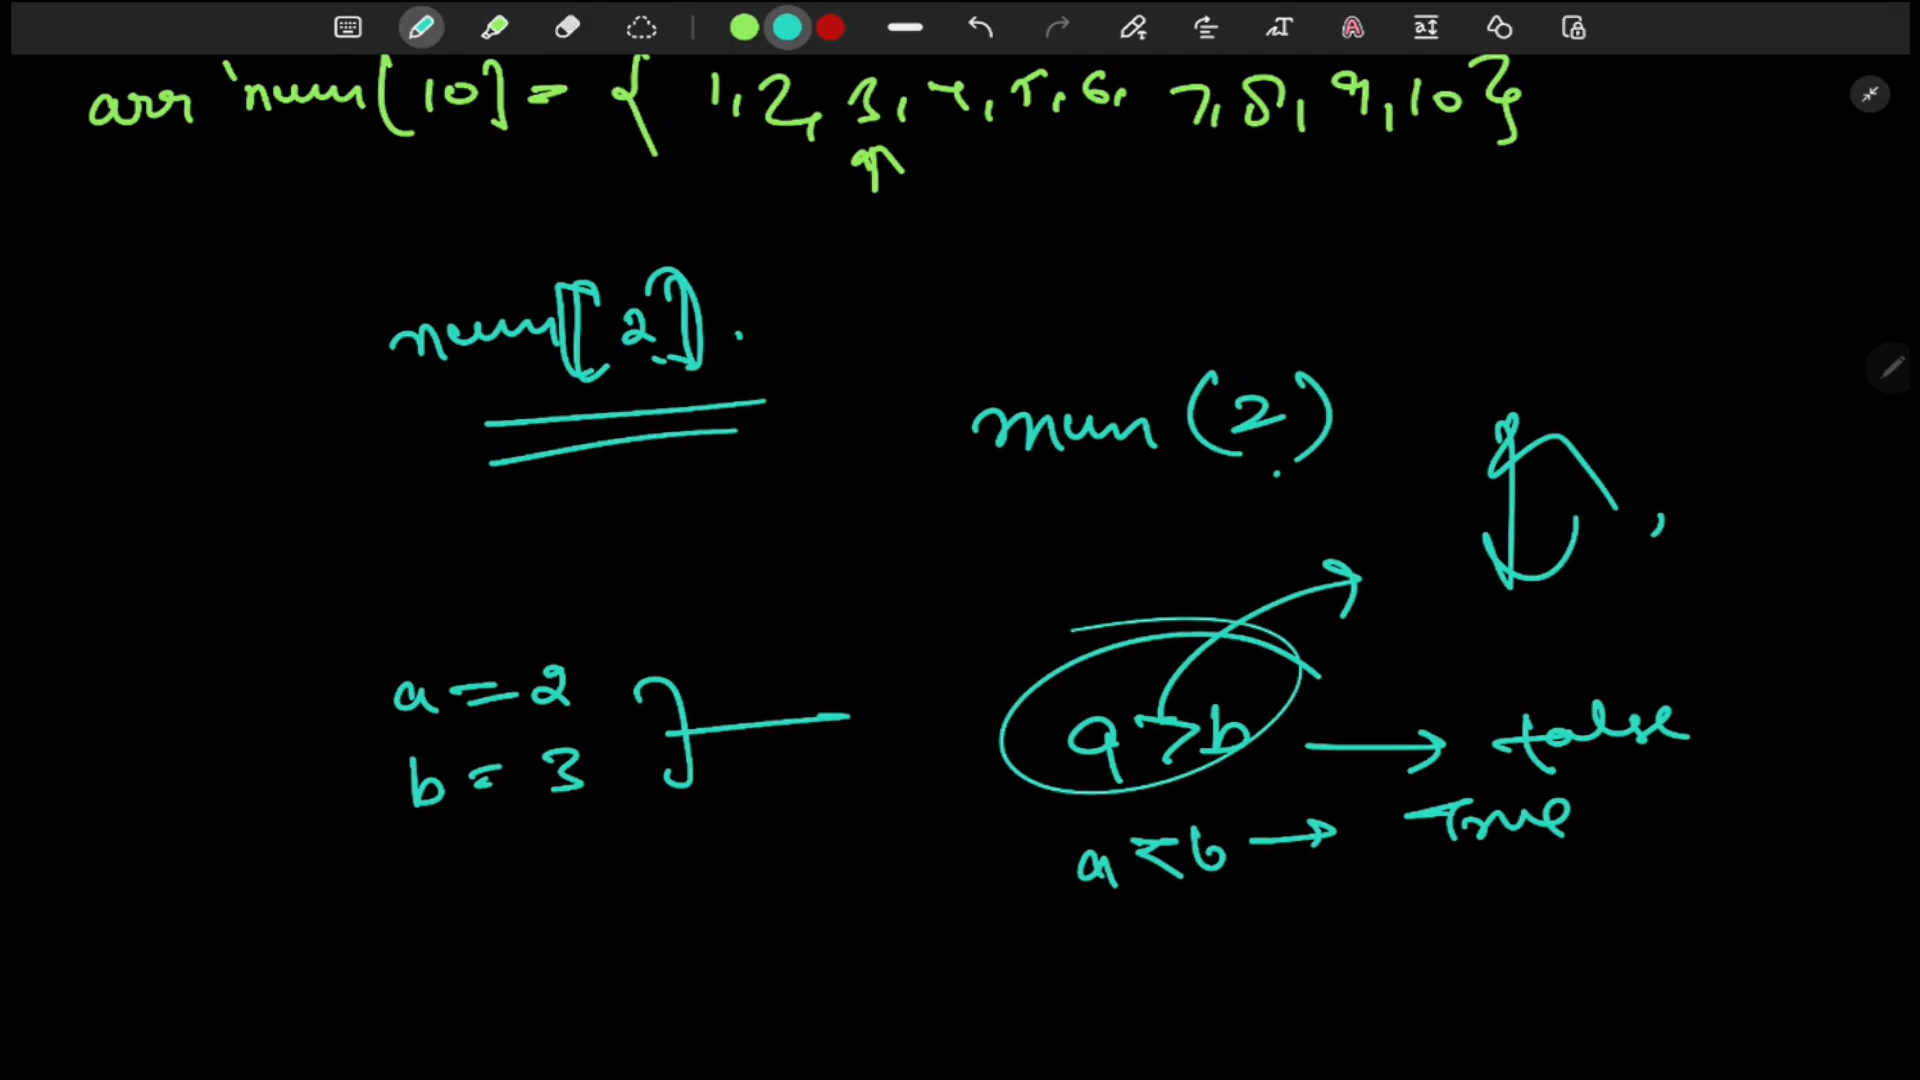 arr num[10] = { 1, 2, 3, 4, 5, 6, 7, 8, 9, 10 }
num[2].
num(2)
a = 2
b = 3
a > b → false
a < b → True